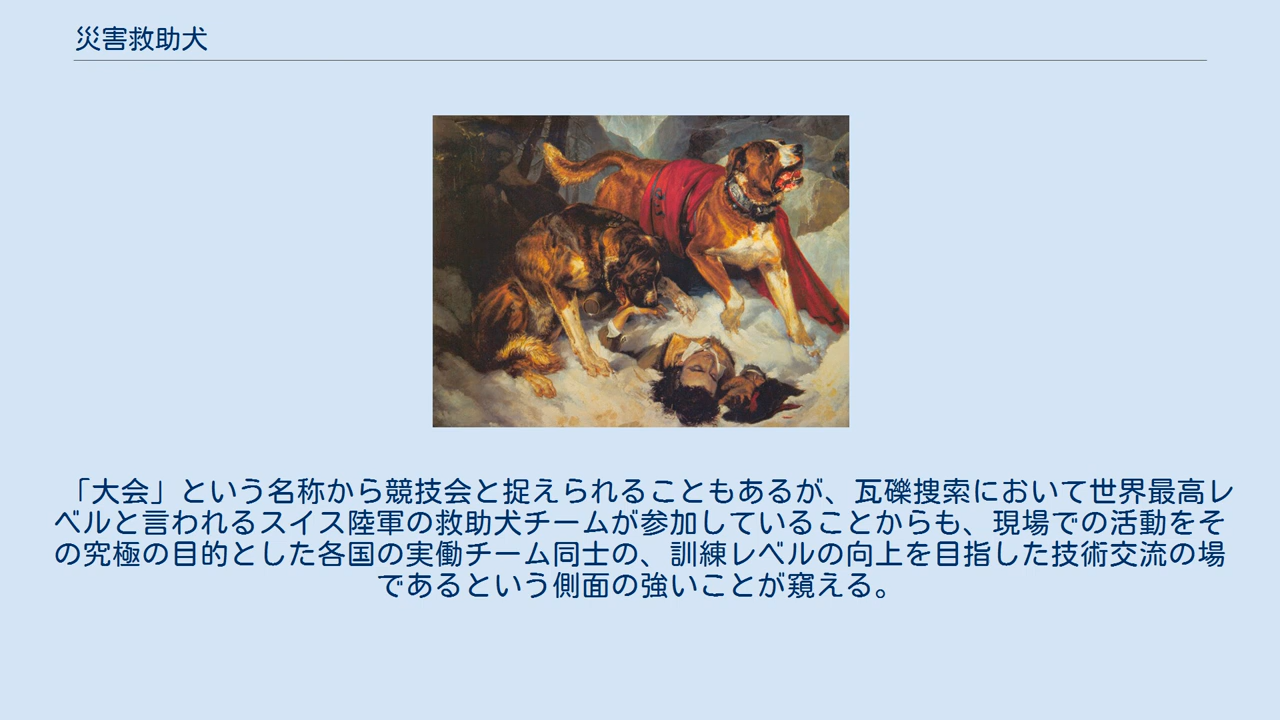 災害救助犬
「大会」という名称から競技会と捉えられることもあるが、瓦礫捜索において世界最高レ
ベルと言われるスイス陸軍の救助犬チームが参加していることからも、現場での活動をそ
の究極の目的とした各国の実働チーム同士の、訓練レベルの向上を目指した技術交流の場
であるという側面の強いことが窺える。